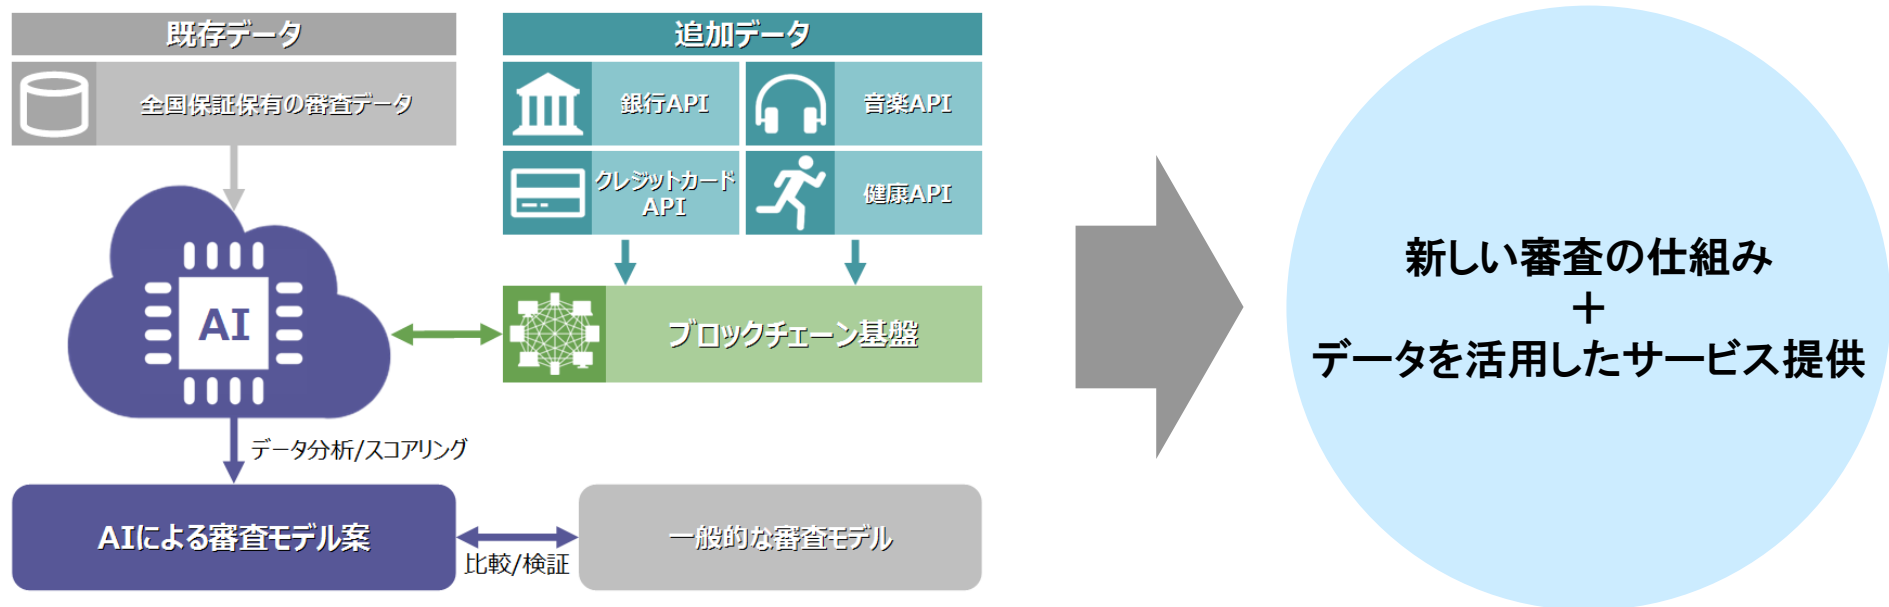 既存データ
全国保証保有の審査データ
追加データ
銀行API
音楽API
クレジットカード
API
健康API
AI
ブロックチェーン基盤
データ分析/スコアリング
AIによる審査モデル案
比較/検証
一般的な審査モデル
新しい審査の仕組み
＋
データを活用したサービス提供